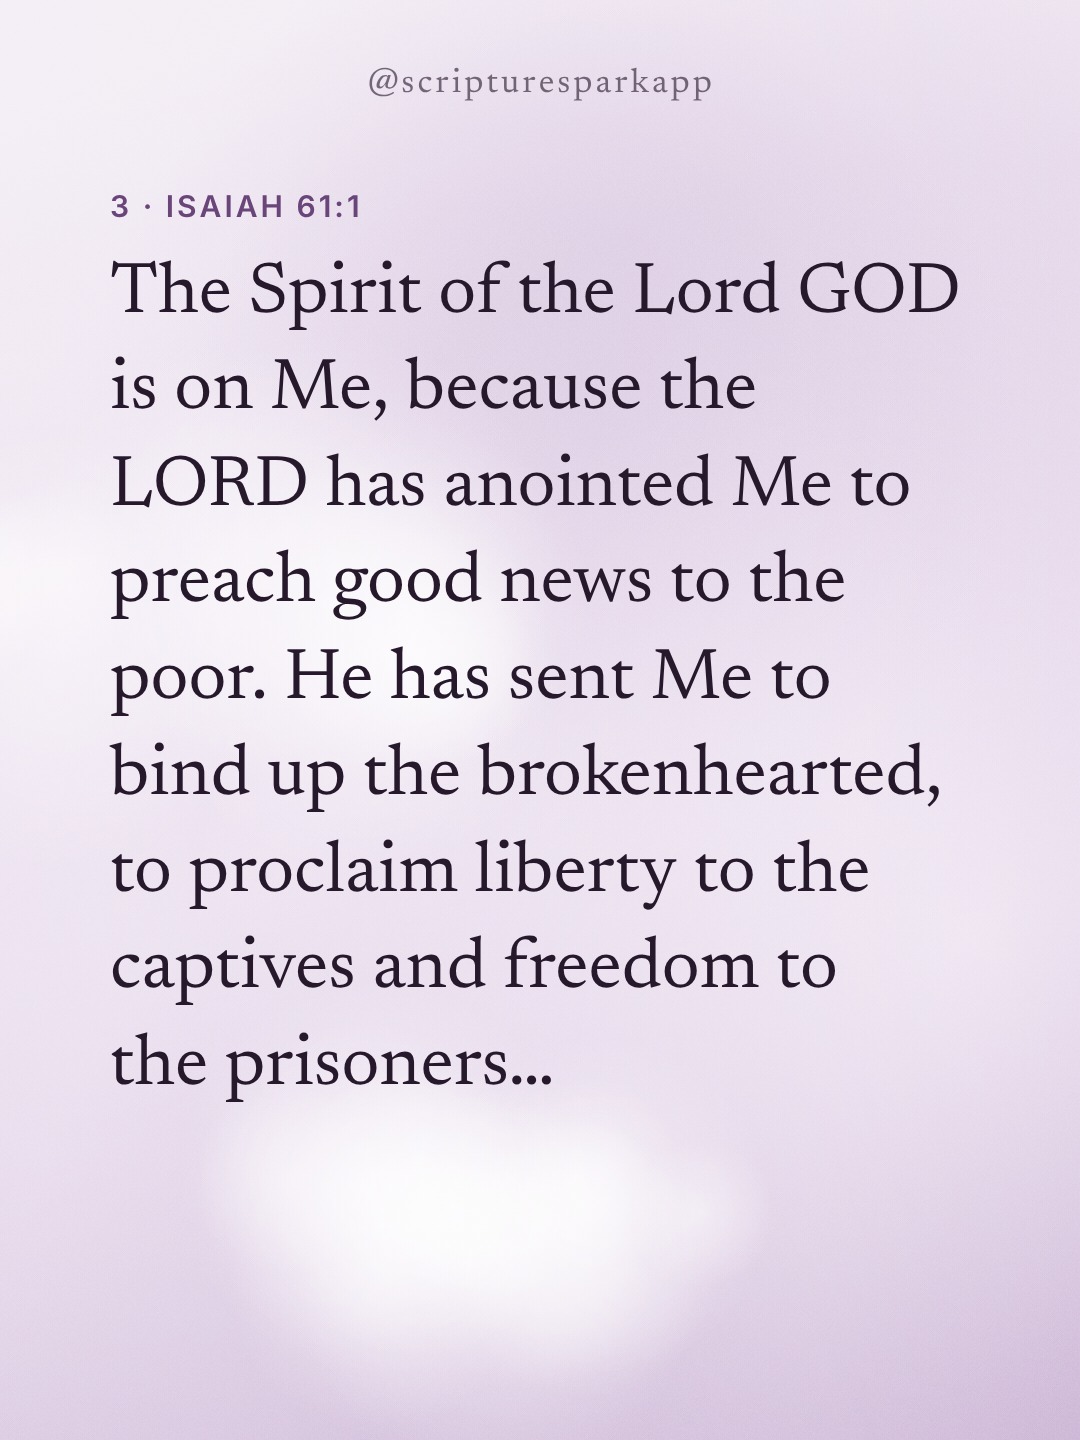 @scripturesparkapp
3 · ISAIAH 61:1
The Spirit of the Lord GOD
is on Me, because the
LORD has anointed Me to
preach good news to the
poor. He has sent Me to
bind up the brokenhearted,
to proclaim liberty to the
captives and freedom to
the prisoners…